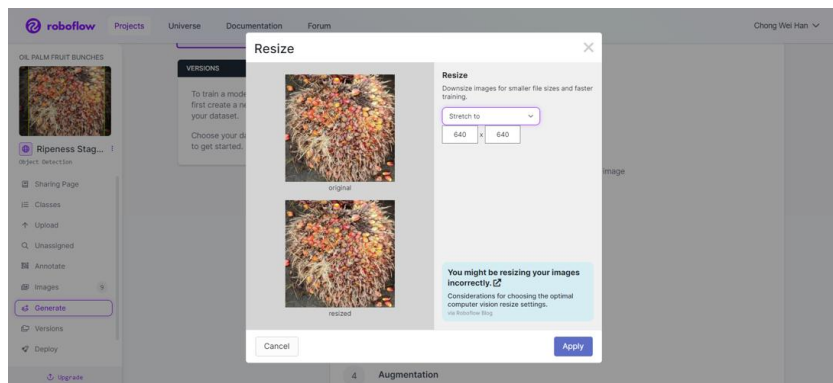 roboflow
Projects
Universe
Documentation
Forum
Chong Wei Han
OIL PALM FRUIT BUNCHES
Ripeness Stag...
Object Detection
Sharing Page
Classes
Upload
Unassigned
Annotate
Images 9
Generate
Versions
Deploy
Upgrade
VERSIONS
To train a mode
first create a ne
your dataset.
Choose your da
to get started.
Resize
original
resized
Resize
Downsize images for smaller file sizes and faster
training.
Stretch to
640 x 640
You might be resizing your images
incorrectly.
Considerations for choosing the optimal
computer vision resize settings.
via Roboflow Blog
Cancel
Apply
image
4 Augmentation